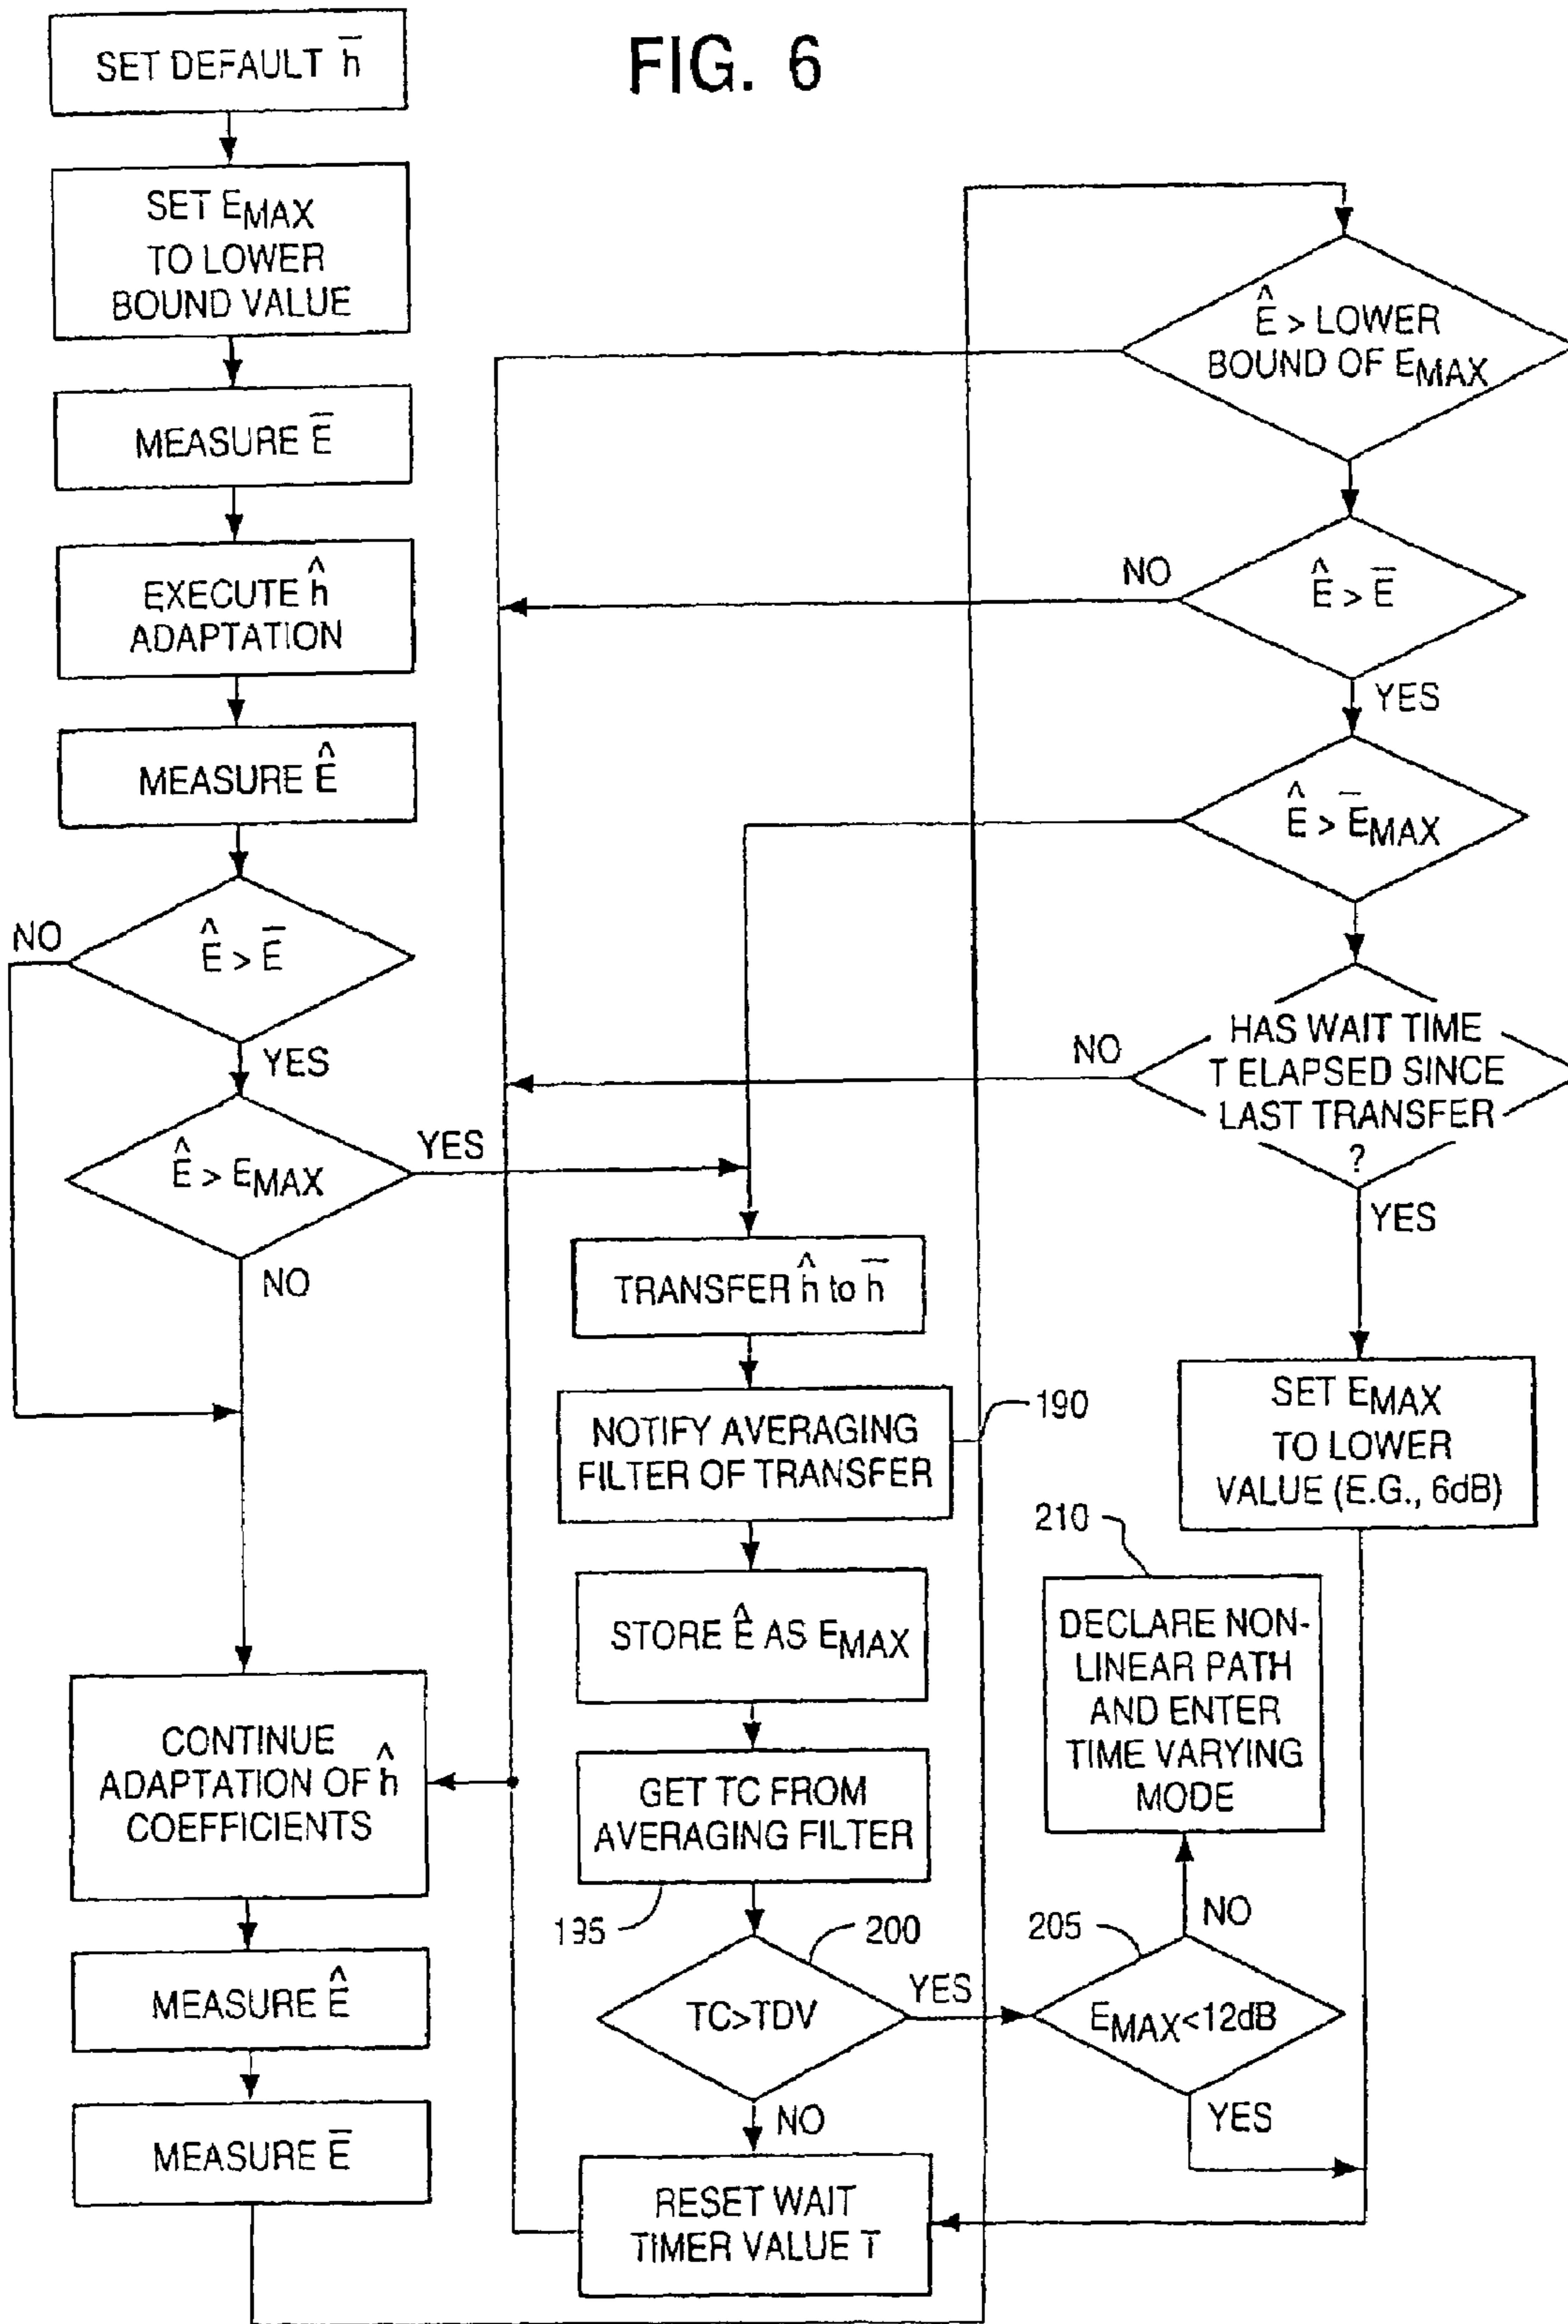 FIG. 6
SET DEFAULT h̅
SET EMAX
TO LOWER
BOUND VALUE
MEASURE E̅
EXECUTE ĥ
ADAPTATION
MEASURE Ê
Ê > E̅
NO
YES
Ê > EMAX
YES
NO
CONTINUE
ADAPTATION OF ĥ
COEFFICIENTS
MEASURE Ê
MEASURE E̅
TRANSFER ĥ to h̅
NOTIFY AVERAGING
FILTER OF TRANSFER
190
STORE Ê AS EMAX
GET TC FROM
AVERAGING FILTER
195
TC>TDV
200
YES
NO
RESET WAIT
TIMER VALUE T
Ê > LOWER
BOUND OF EMAX
Ê > E̅
NO
YES
Ê > E̅MAX
HAS WAIT TIME
T ELAPSED SINCE
LAST TRANSFER
?
NO
YES
SET EMAX
TO LOWER
VALUE (E.G., 6dB)
210
DECLARE NON-
LINEAR PATH
AND ENTER
TIME VARYING
MODE
NO
205
EMAX<12dB
YES